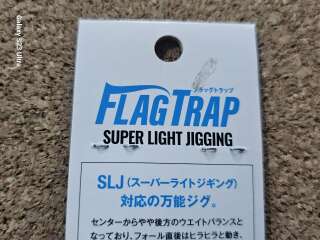 Galaxy S23 Ultra
フラッグトラップ
FLAGTRAP
SUPER LIGHT JIGGING
SLJ（スーパーライトジギング）
対応の万能ジグ。
センターからやや後方のウエイトバランスと
なっており、フォール直後はヒラヒラと動き、